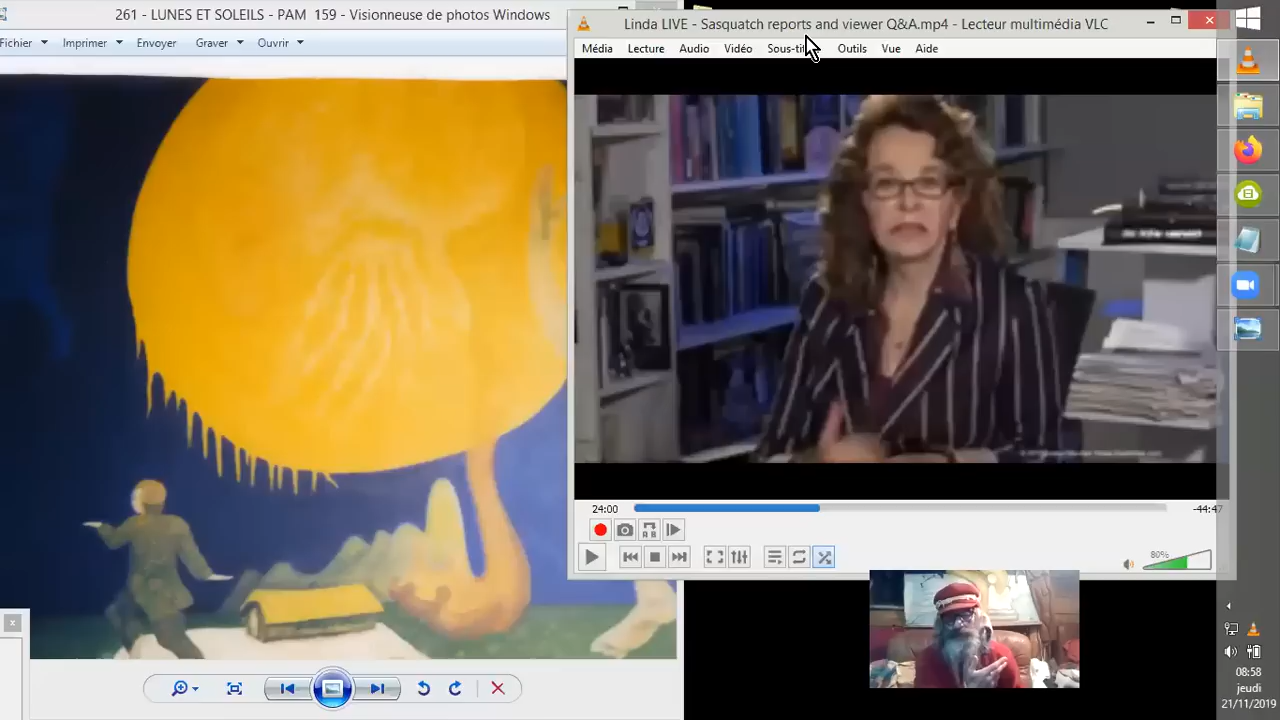 261 - LUNES ET SOLEILS - PAM 159 - Visionneuse de photos Windows
Fichier Imprimer Envoyer Graver Ouvrir
Linda LIVE - Sasquatch reports and viewer Q&A.mp4 - Lecteur multimédia VLC
Média Lecture Audio Vidéo Outils Vue Aide
24:00 -44:47
80%
08:58
jeudi
21/11/2019